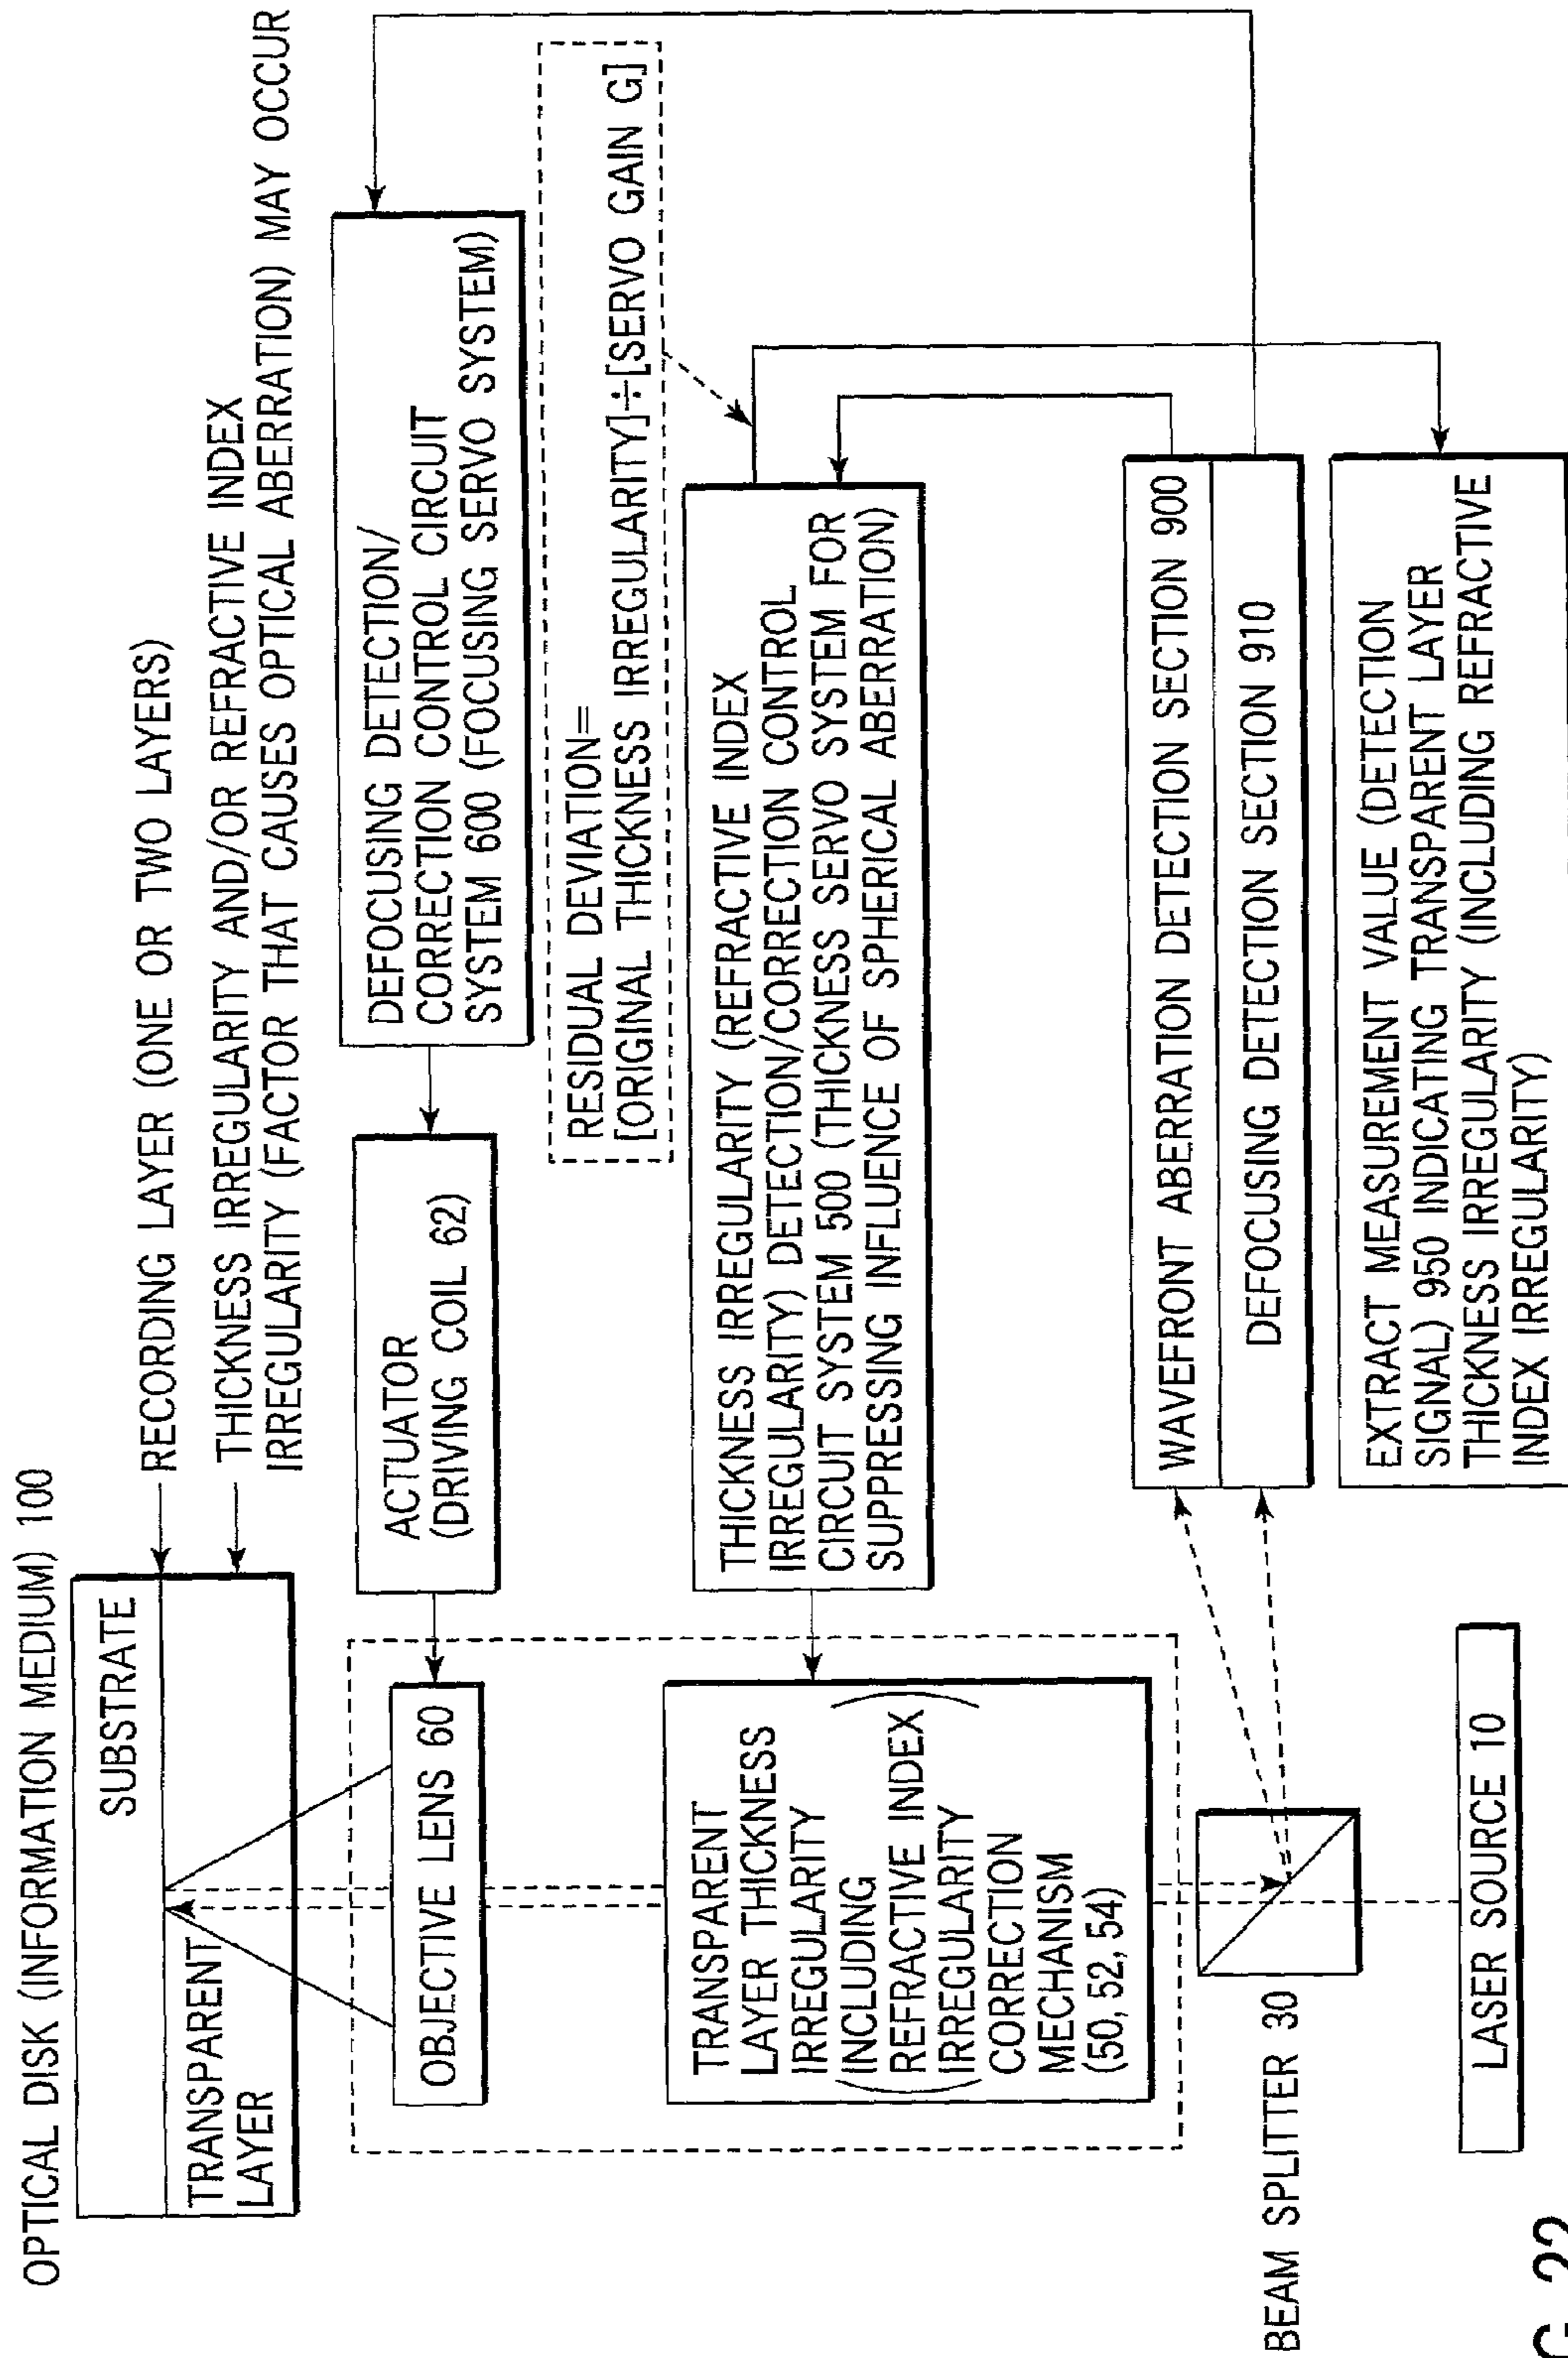 OPTICAL DISK (INFORMATION MEDIUM) 100
SUBSTRATE
TRANSPARENT
LAYER
RECORDING LAYER (ONE OR TWO LAYERS)
THICKNESS IRREGULARITY AND/OR REFRACTIVE INDEX
IRREGULARITY (FACTOR THAT CAUSES OPTICAL ABERRATION) MAY OCCUR
OBJECTIVE LENS 60
ACTUATOR
(DRIVING COIL 62)
DEFOCUSING DETECTION/
CORRECTION CONTROL CIRCUIT
SYSTEM 600 (FOCUSING SERVO SYSTEM)
RESIDUAL DEVIATION=
[ORIGINAL THICKNESS IRREGULARITY]÷[SERVO GAIN G]
TRANSPARENT
LAYER THICKNESS
IRREGULARITY
(INCLUDING
REFRACTIVE INDEX
IRREGULARITY)
CORRECTION
MECHANISM
(50, 52, 54)
THICKNESS IRREGULARITY (REFRACTIVE INDEX
IRREGULARITY) DETECTION/CORRECTION CONTROL
CIRCUIT SYSTEM 500 (THICKNESS SERVO SYSTEM FOR
SUPPRESSING INFLUENCE OF SPHERICAL ABERRATION)
WAVEFRONT ABERRATION DETECTION SECTION 900
DEFOCUSING DETECTION SECTION 910
BEAM SPLITTER 30
EXTRACT MEASUREMENT VALUE (DETECTION
SIGNAL) 950 INDICATING TRANSPARENT LAYER
THICKNESS IRREGULARITY (INCLUDING REFRACTIVE
INDEX IRREGULARITY)
LASER SOURCE 10